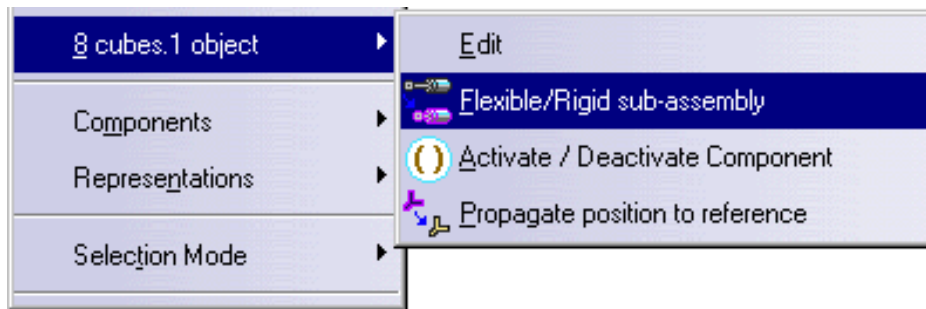 8 cubes.1 object
Components
Representations
Selection Mode
Edit
Flexible/Rigid sub-assembly
Activate / Deactivate Component
Propagate position to reference